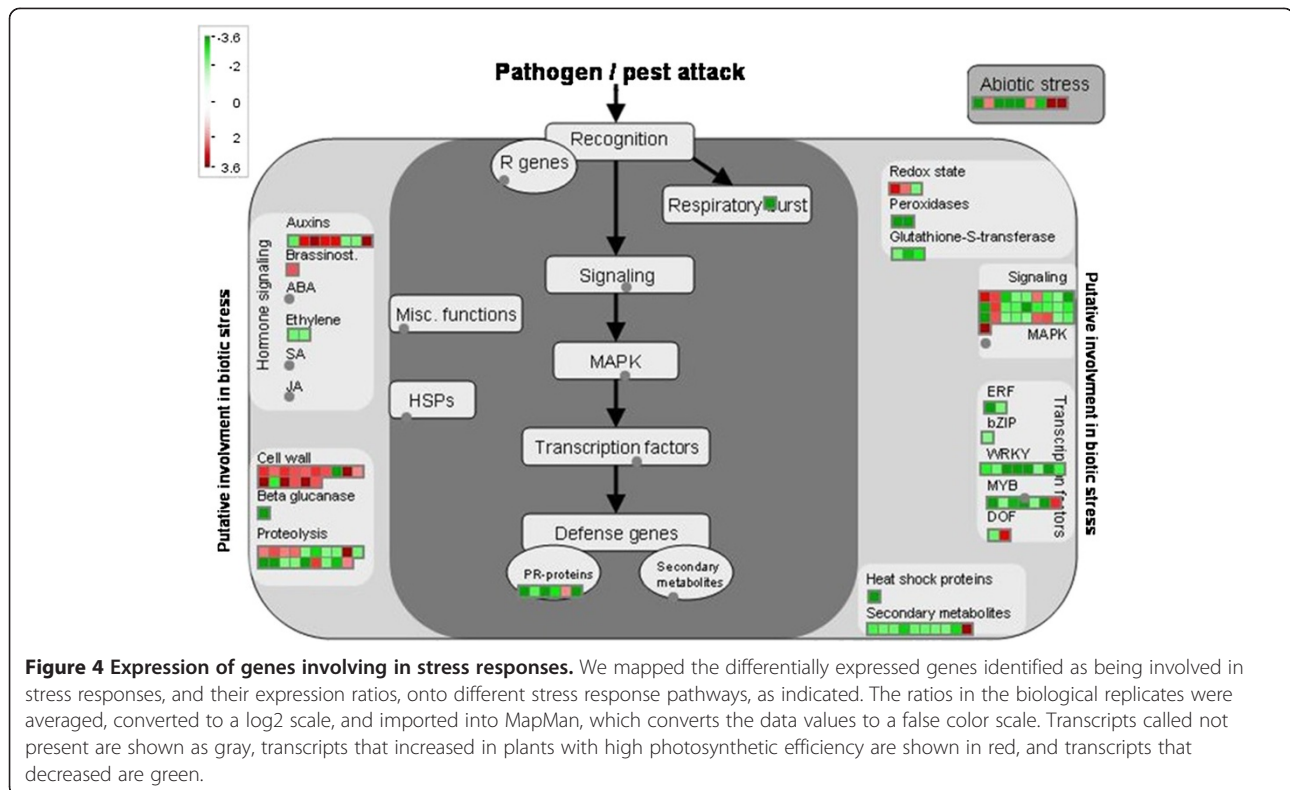 -3.6
-2
0
2
3.6
Pathogen / pest attack
Abiotic stress
Recognition
R genes
Respiratory burst
Redox state
Peroxidases
Glutathione-S-transferase
Auxins
Brassinost.
ABA
Ethylene
SA
JA
Hormone signaling
Putative involvment in biotic stress
Signaling
Misc. functions
MAPK
HSPs
Transcription factors
Defense genes
PR-proteins
Secondary
metabolites
Signaling
MAPK
Putative involvment in biotic stress
ERF
bZIP
WRKY
MYB
DOF
Transcription factors
Cell wall
Beta glucanase
Proteolysis
Heat shock proteins
Secondary metabolites
Figure 4 Expression of genes involving in stress responses. We mapped the differentially expressed genes identified as being involved in
stress responses, and their expression ratios, onto different stress response pathways, as indicated. The ratios in the biological replicates were
averaged, converted to a log2 scale, and imported into MapMan, which converts the data values to a false color scale. Transcripts called not
present are shown as gray, transcripts that increased in plants with high photosynthetic efficiency are shown in red, and transcripts that
decreased are green.